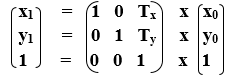 x₁ = 1 0 Tₓ x x₀
y₁ = 0 1 Tᵧ x y₀
1 = 0 0 1 x 1